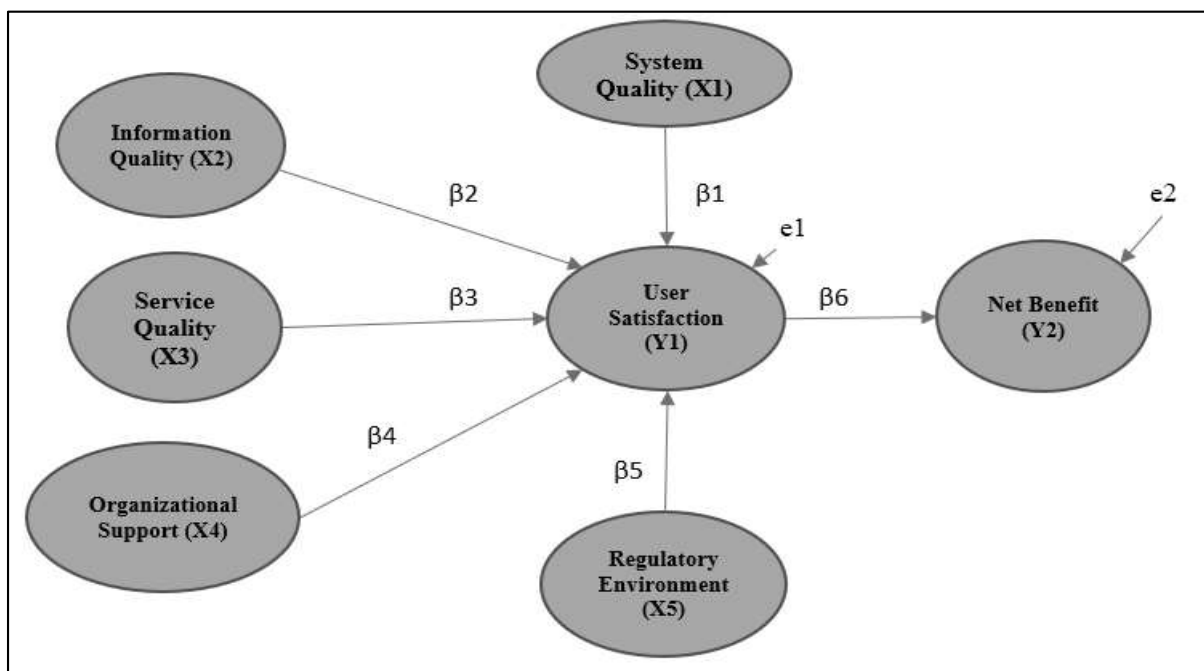 System
Quality (X1)
Information
Quality (X2)
β2
β1
e1
e2
Service
Quality
(X3)
β3
User
Satisfaction
(Y1)
β6
Net Benefit
(Y2)
β4
Organizational
Support (X4)
β5
Regulatory
Environment
(X5)